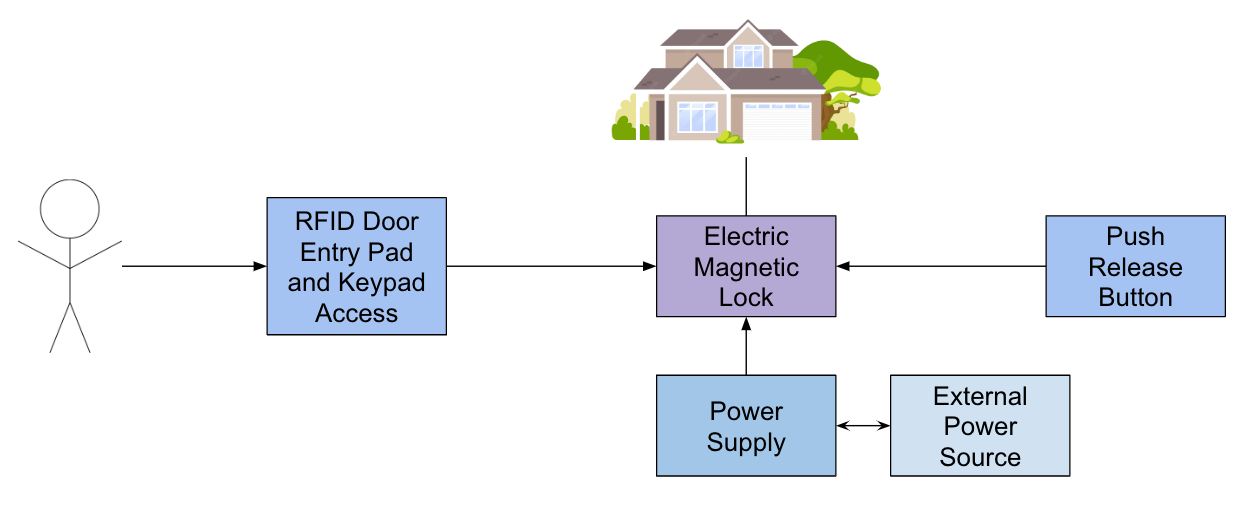 RFID Door
Entry Pad
and Keypad
Access
Electric
Magnetic
Lock
Push
Release
Button
Power
Supply
External
Power
Source